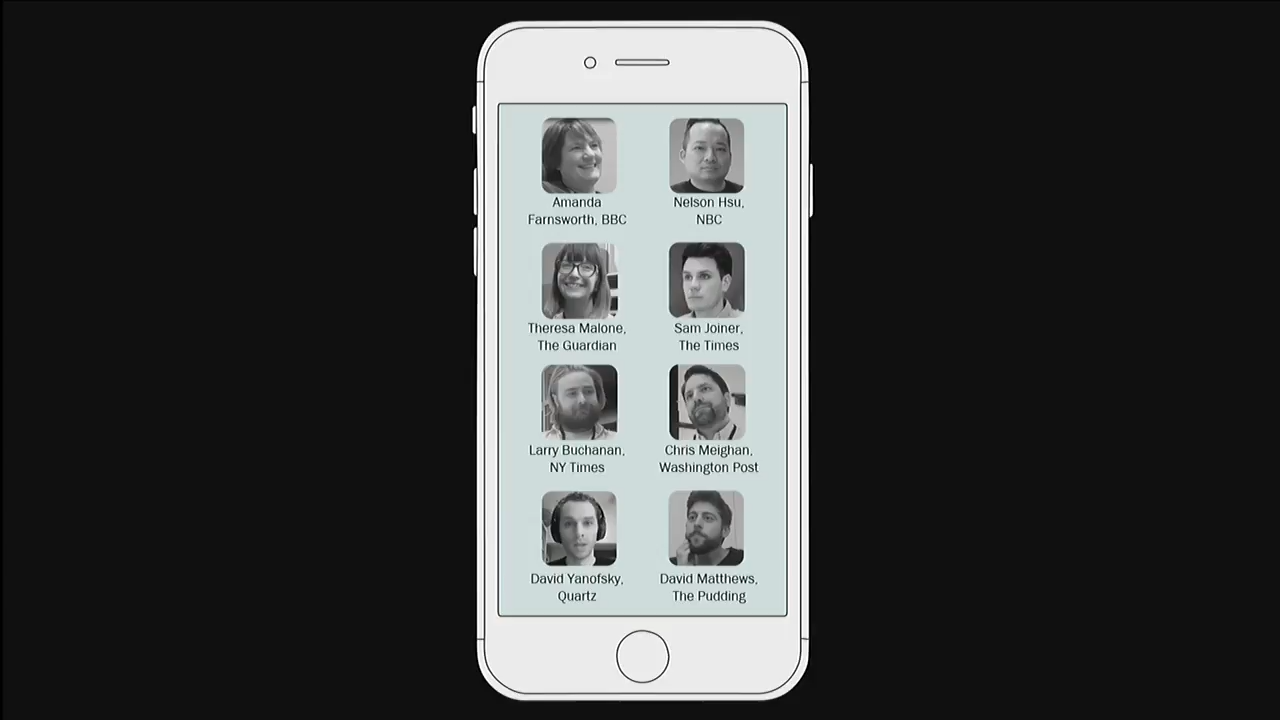 Amanda
Farnsworth, BBC
Nelson Hsu,
NBC
Theresa Malone,
The Guardian
Sam Joiner,
The Times
Larry Buchanan,
NY Times
Chris Meighan,
Washington Post
David Yanofsky,
Quartz
David Matthews,
The Pudding